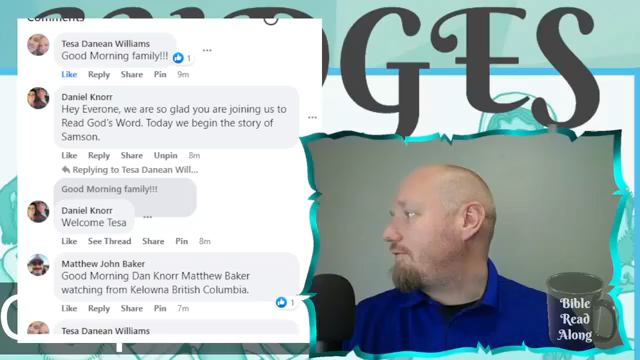 UDGES
Comments
Tesa Danean Williams
Good Morning family!!!
1
Like Reply Share Pin 9m
Daniel Knorr
Hey Everone, we are so glad you are joining us to
Read God's Word. Today we begin the story of
Samson.
Like Reply Share Unpin 8m
Replying to Tesa Danean Will...
Good Morning family!!!
Daniel Knorr
Welcome Tesa
Like See Thread Share Pin 8m
Matthew John Baker
Good Morning Dan Knorr Matthew Baker
watching from Kelowna British Columbia.
1
Like Reply Share Pin 7m
Tesa Danean Williams
Bible
Read
Along